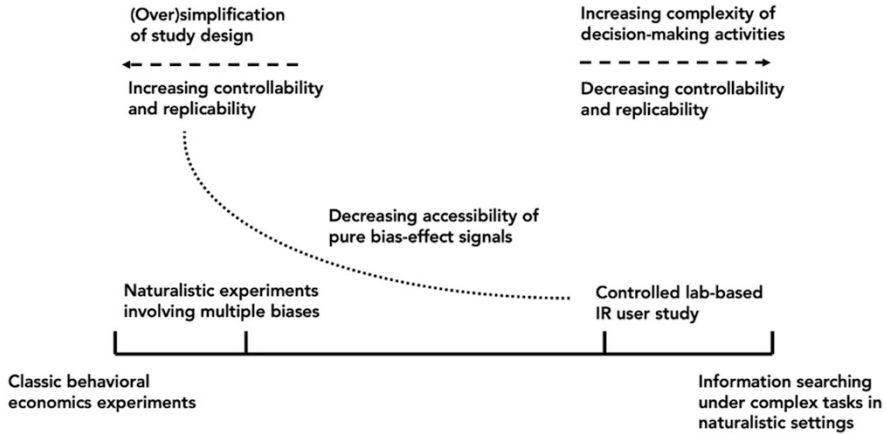 (Over)simplification
of study design
Increasing complexity of
decision-making activities
Increasing controllability
and replicability
Decreasing controllability
and replicability
Decreasing accessibility of
pure bias-effect signals
Naturalistic experiments
involving multiple biases
Controlled lab-based
IR user study
Classic behavioral
economics experiments
Information searching
under complex tasks in
naturalistic settings